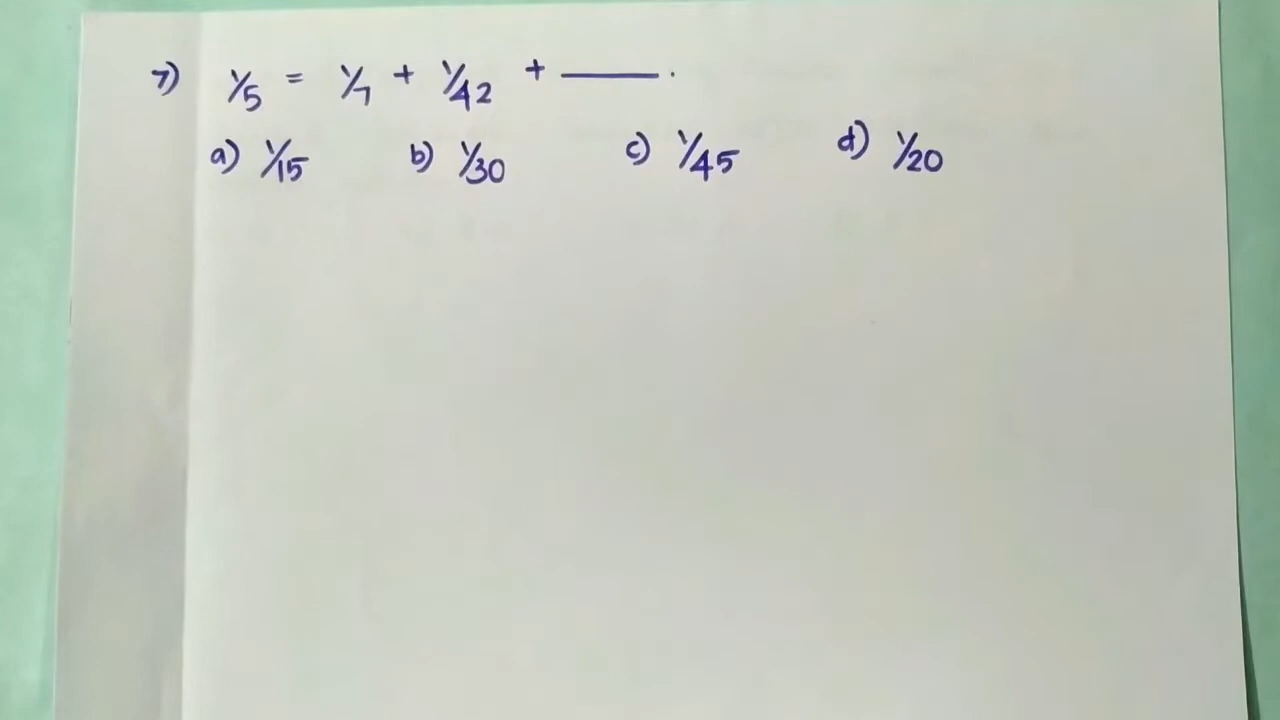 7) 1/5 = 1/7 + 1/42 + ______.
a) 1/15 b) 1/30 c) 1/45 d) 1/20